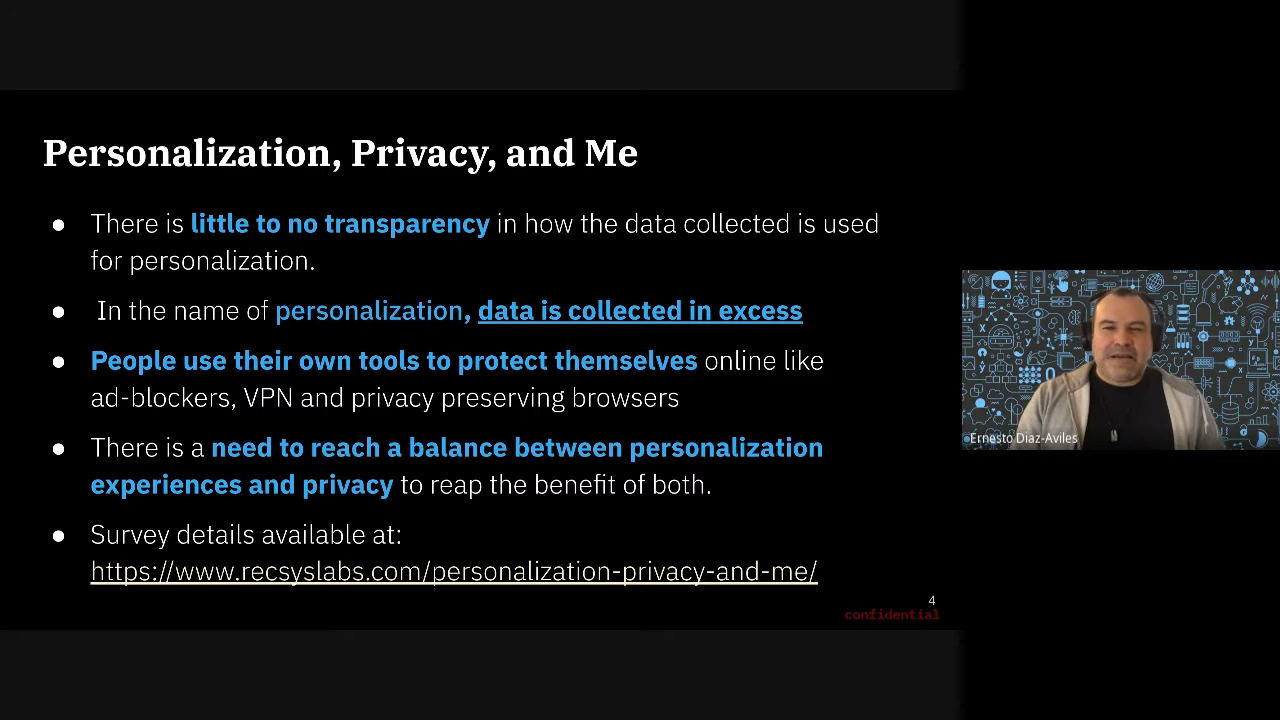 Personalization, Privacy, and Me
● There is little to no transparency in how the data collected is used
for personalization.
● In the name of personalization, data is collected in excess
● People use their own tools to protect themselves online like
ad-blockers, VPN and privacy preserving browsers
● There is a need to reach a balance between personalization
experiences and privacy to reap the benefit of both.
● Survey details available at:
https://www.recsyslabs.com/personalization-privacy-and-me/
4
confidential
Ernesto Diaz-Aviles